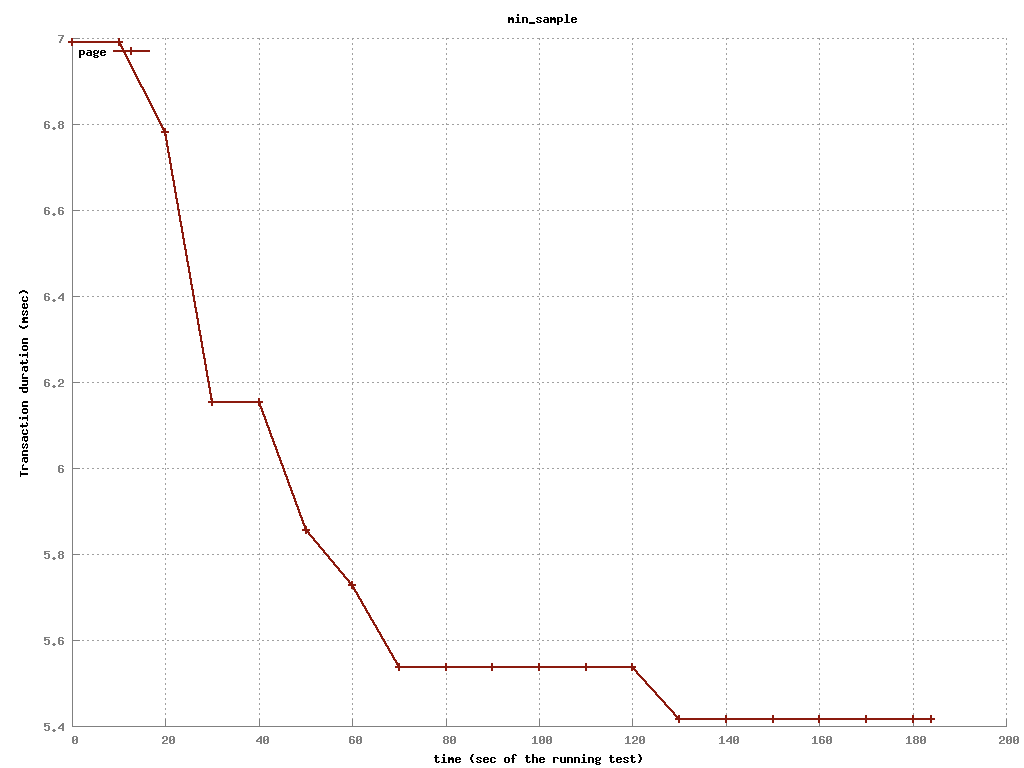 min_sample
page
7
6.8
6.6
6.4
6.2
6
5.8
5.6
5.4
Transaction duration (msec)
0 20 40 60 80 100 120 140 160 180 200
time (sec of the running test)